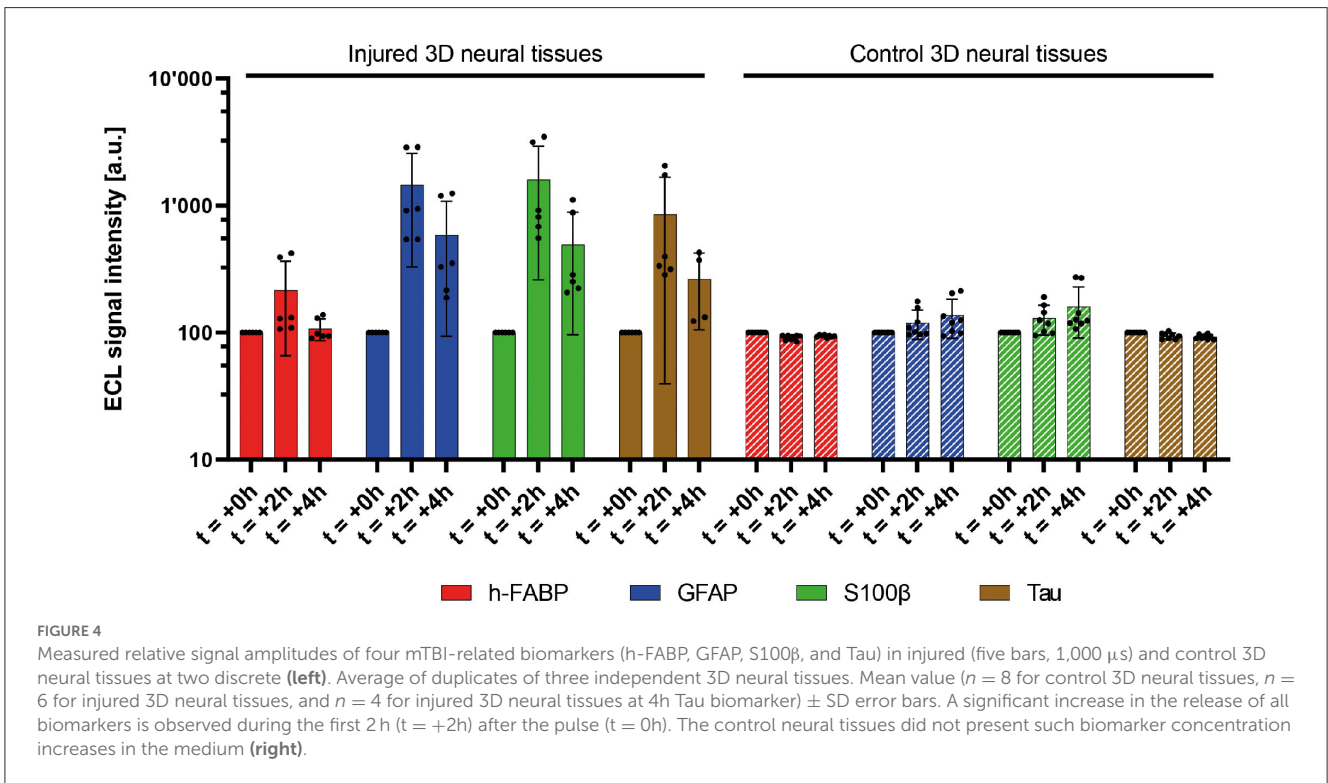 Injured 3D neural tissues
Control 3D neural tissues
10'000
1'000
100
10
ECL signal intensity [a.u.]
t = +0h
t = +2h
t = +4h
t = +0h
t = +2h
t = +4h
t = +0h
t = +2h
t = +4h
t = +0h
t = +2h
t = +4h
t = +0h
t = +2h
t = +4h
t = +0h
t = +2h
t = +4h
t = +0h
t = +2h
t = +4h
t = +0h
t = +2h
t = +4h
h-FABP
GFAP
S100β
Tau
FIGURE 4
Measured relative signal amplitudes of four mTBI-related biomarkers (h-FABP, GFAP, S100β, and Tau) in injured (five bars, 1,000 μs) and control 3D
neural tissues at two discrete (left). Average of duplicates of three independent 3D neural tissues. Mean value (n = 8 for control 3D neural tissues, n =
6 for injured 3D neural tissues, and n = 4 for injured 3D neural tissues at 4h Tau biomarker) ± SD error bars. A significant increase in the release of all
biomarkers is observed during the first 2 h (t = +2h) after the pulse (t = 0h). The control neural tissues did not present such biomarker concentration
increases in the medium (right).